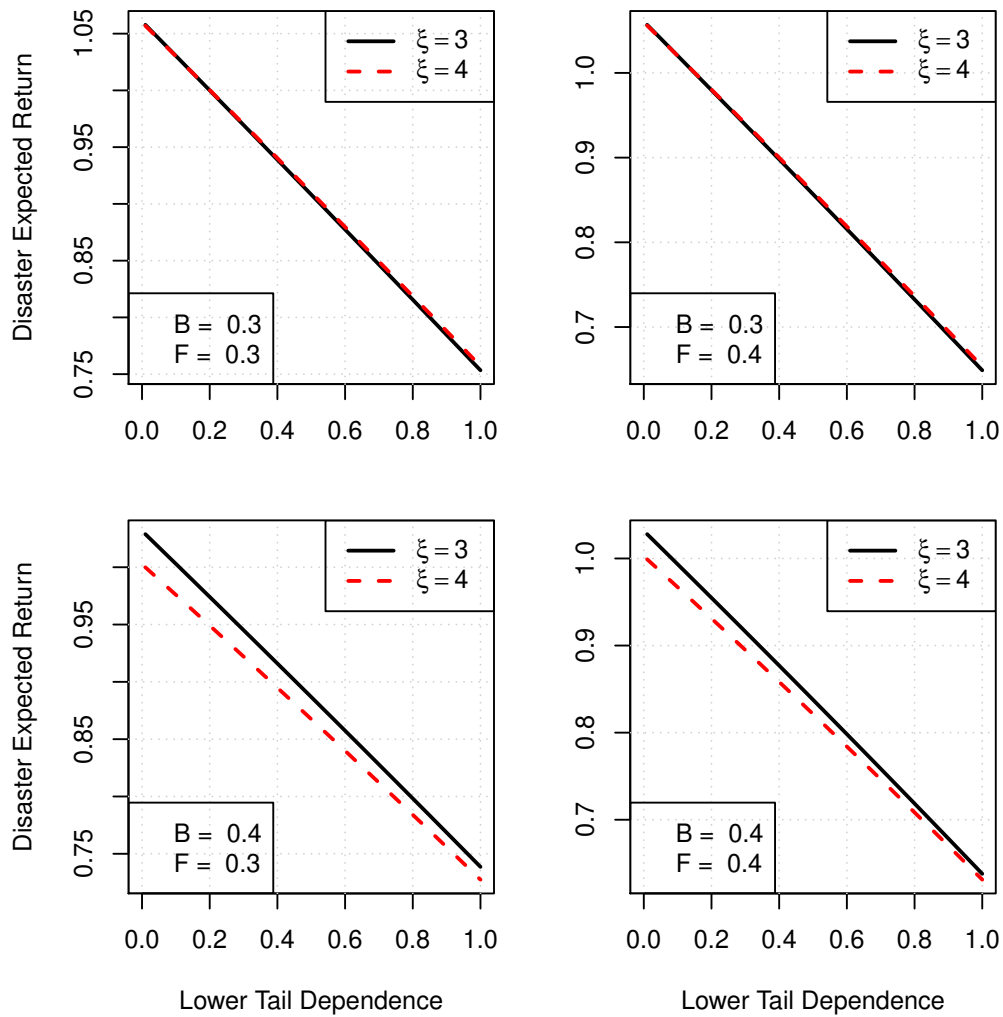 Disaster Expected Return
1.05
0.95
0.85
0.75
ξ = 3
ξ = 4
B = 0.3
F = 0.3
0.0 0.2 0.4 0.6 0.8 1.0
1.0
0.9
0.8
0.7
ξ = 3
ξ = 4
B = 0.3
F = 0.4
0.0 0.2 0.4 0.6 0.8 1.0
Disaster Expected Return
0.95
0.85
0.75
ξ = 3
ξ = 4
B = 0.4
F = 0.3
0.0 0.2 0.4 0.6 0.8 1.0
Lower Tail Dependence
1.0
0.9
0.8
0.7
ξ = 3
ξ = 4
B = 0.4
F = 0.4
0.0 0.2 0.4 0.6 0.8 1.0
Lower Tail Dependence